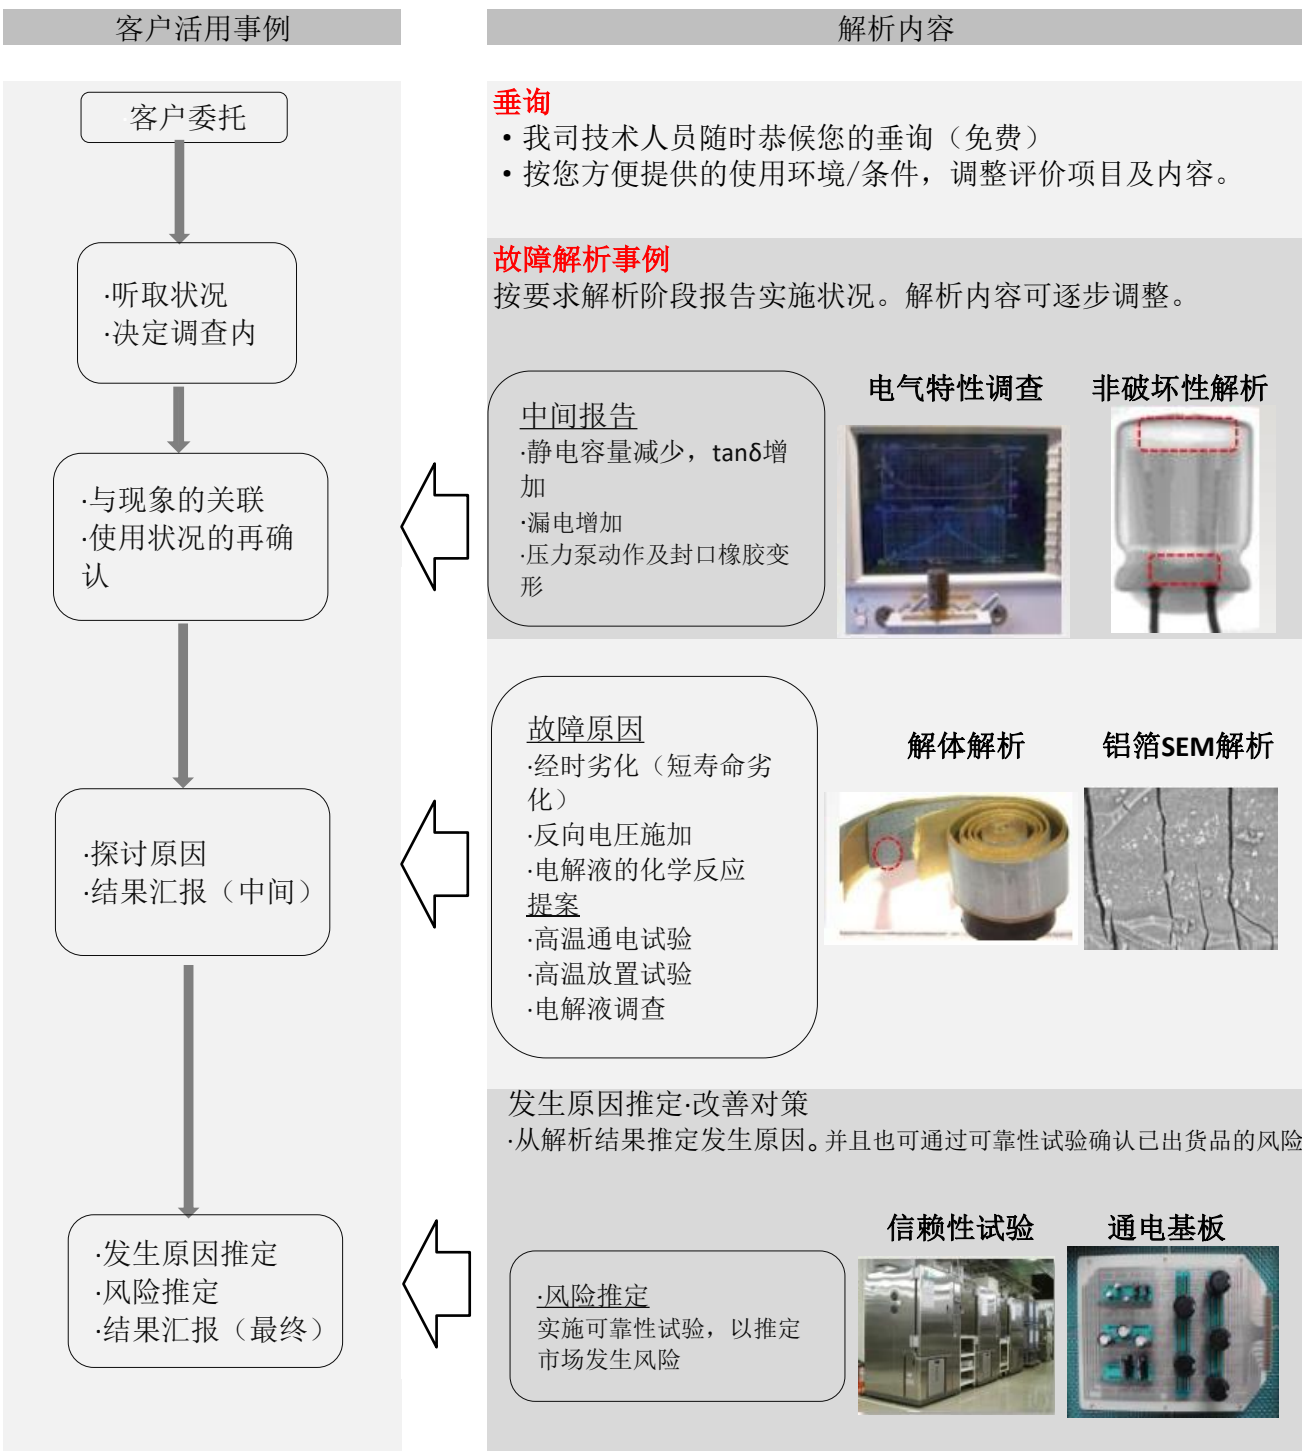 客户活用事例
解析内容
客户委托
·听取状况
·决定调查内
·与现象的关联
·使用状况的再确
认
·探讨原因
·结果汇报（中间）
·发生原因推定
·风险推定
·结果汇报（最终）
垂询
・我司技术人员随时恭候您的垂询（免费）
・按您方便提供的使用环境/条件，调整评价项目及内容。
故障解析事例
按要求解析阶段报告实施状况。解析内容可逐步调整。
中间报告
·静电容量减少，tanδ增
加
·漏电增加
·压力泵动作及封口橡胶变
形
电气特性调查
非破坏性解析
故障原因
·经时劣化（短寿命劣
化）
·反向电压施加
·电解液的化学反应
提案
·高温通电试验
·高温放置试验
·电解液调查
解体解析
铝箔SEM解析
发生原因推定·改善对策
·从解析结果推定发生原因。并且也可通过可靠性试验确认已出货品的风险
·风险推定
实施可靠性试验，以推定
市场发生风险
信赖性试验
通电基板